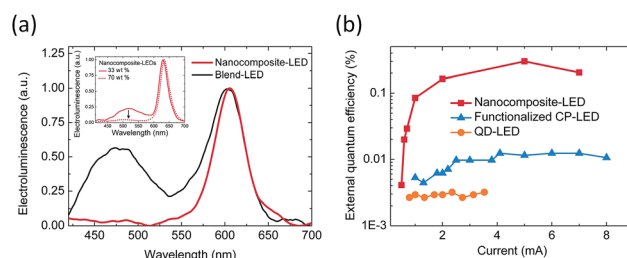 (a)
Electroluminescence (a.u.)
1.00
0.75
0.50
0.25
0.00
450 500 550 600 650 700
Wavelength (nm)
Nanocomposite-LED
Blend-LED
Nanocomposite-LEDs
33 wt %
70 wt %
Electroluminescence (a.u.)
1.00
0.75
0.50
0.25
0.00
450 500 550 600 650 700
Wavelength (nm)
(b)
External quantum efficiency (%)
0.1
0.01
1E-3
0 2 4 6 8
Current (mA)
Nanocomposite-LED
Functionalized CP-LED
QD-LED